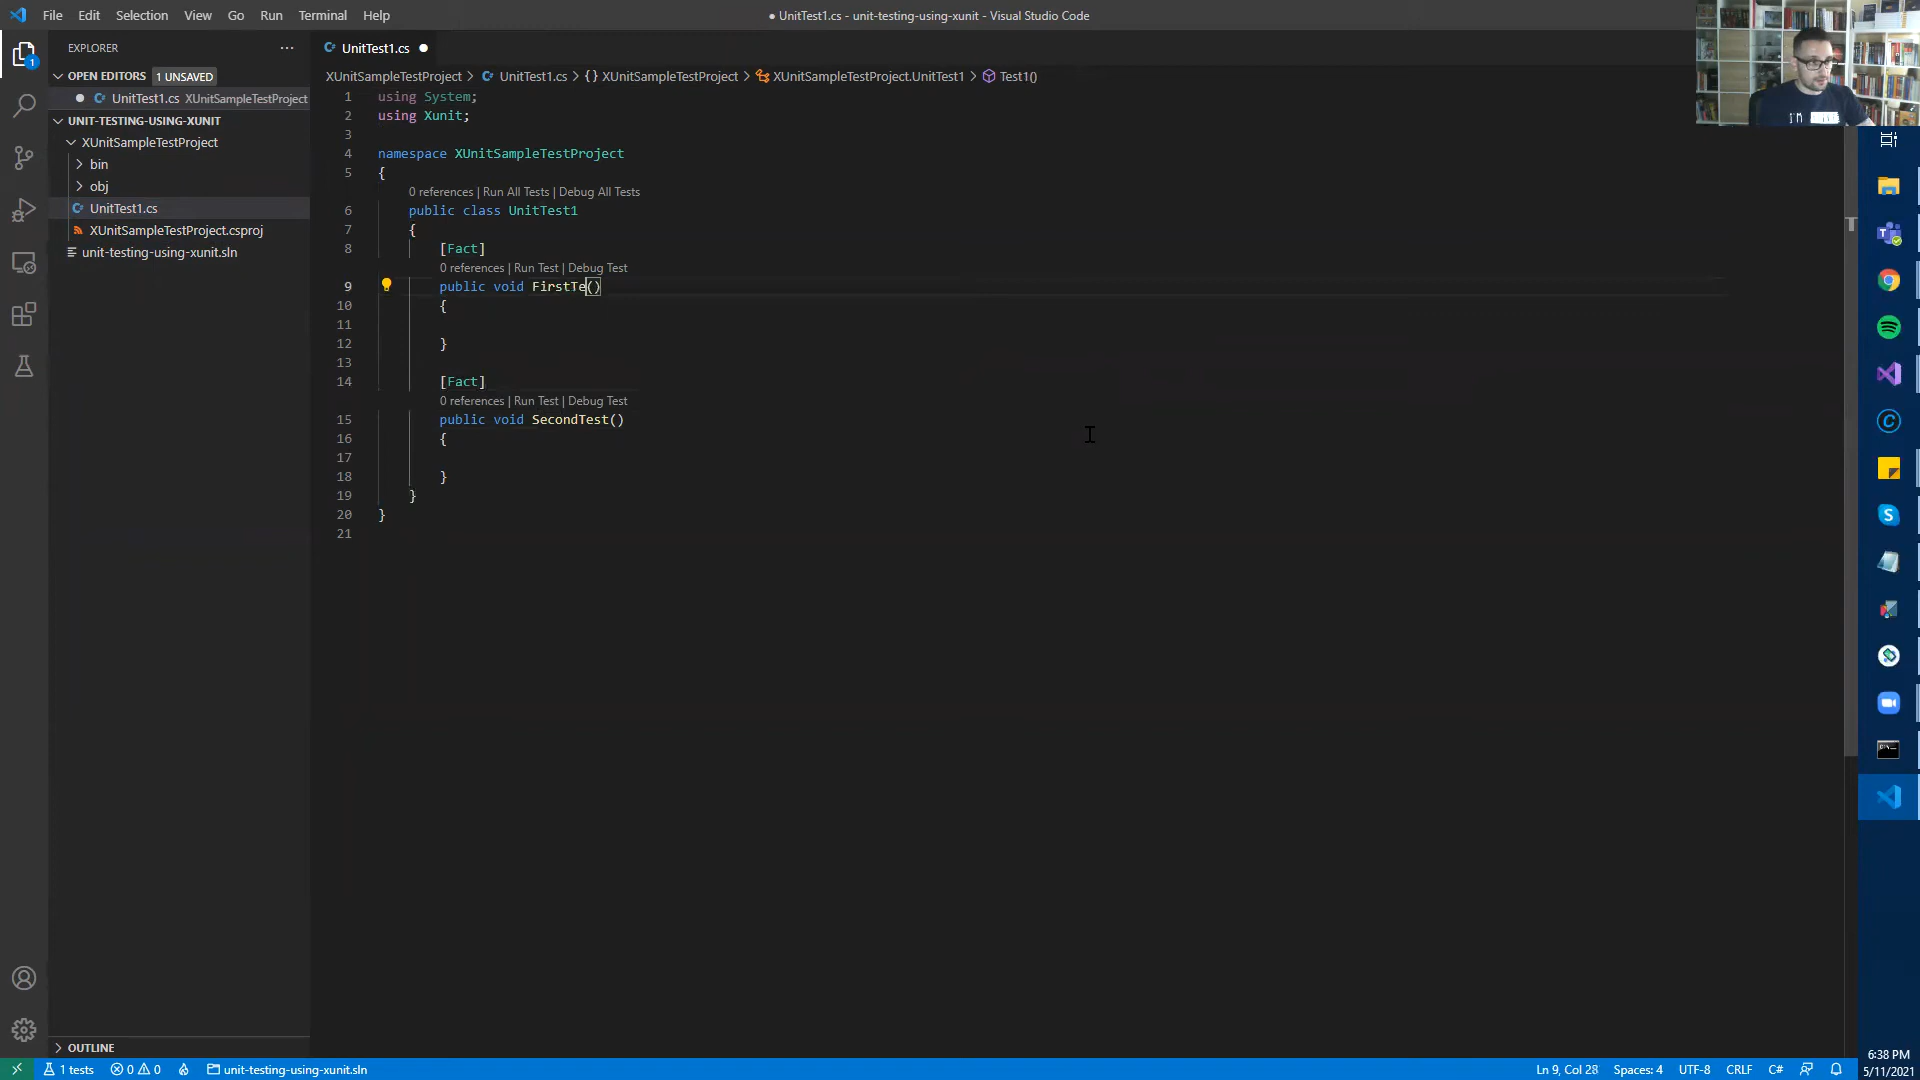 File Edit Selection View Go Run Terminal Help
● UnitTest1.cs - unit-testing-using-xunit - Visual Studio Code
EXPLORER
OPEN EDITORS 1 UNSAVED
UnitTest1.cs XUnitSampleTestProject
UNIT-TESTING-USING-XUNIT
XUnitSampleTestProject
bin
obj
UnitTest1.cs
XUnitSampleTestProject.csproj
unit-testing-using-xunit.sln
OUTLINE
1
UnitTest1.cs
XUnitSampleTestProject > UnitTest1.cs > {} XUnitSampleTestProject > XUnitSampleTestProject.UnitTest1 > Test1()
1 using System;
2 using Xunit;
3
4 namespace XUnitSampleTestProject
5 {
0 references | Run All Tests | Debug All Tests
6 public class UnitTest1
7 {
8 [Fact]
0 references | Run Test | Debug Test
9 public void FirstTe()
10 {
11
12 }
13
14 [Fact]
0 references | Run Test | Debug Test
15 public void SecondTest()
16 {
17
18 }
19 }
20 }
21
I'M
1 tests 0 0 unit-testing-using-xunit.sln
Ln 9, Col 28 Spaces: 4 UTF-8 CRLF C#
6:38 PM
5/11/2021